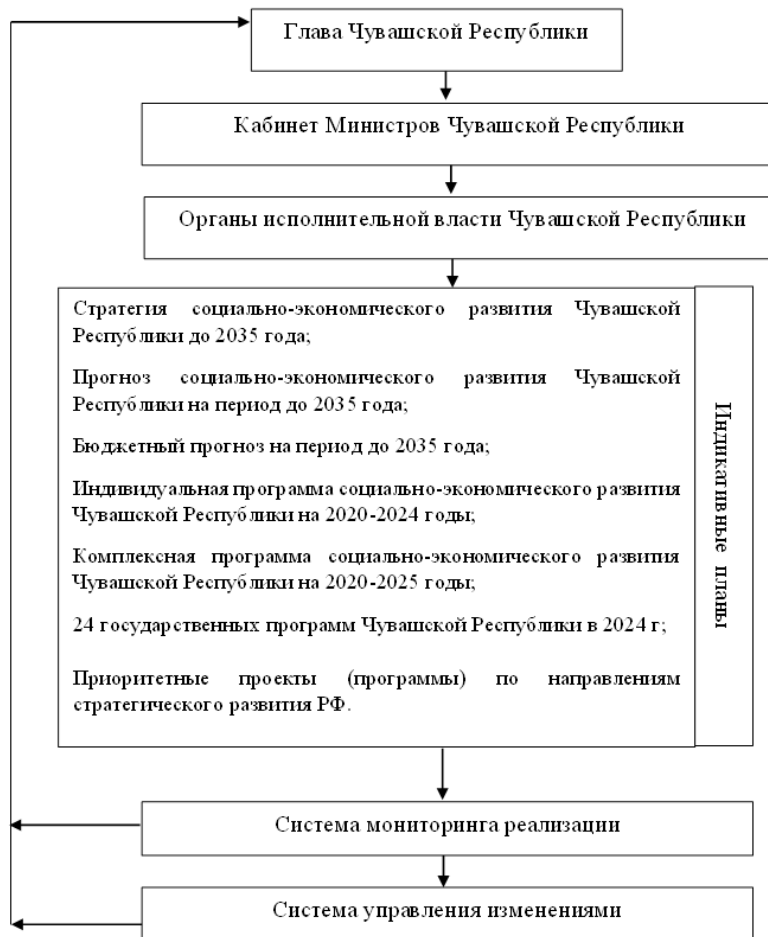 Глава Чувашской Республики
Кабинет Министров Чувашской Республики
Органы исполнительной власти Чувашской Республики
Стратегия социально-экономического развития Чувашской
Республики до 2035 года;
Прогноз социально-экономического развития Чувашской
Республики на период до 2035 года;
Бюджетный прогноз на период до 2035 года;
Индивидуальная программа социально-экономического развития
Чувашской Республики на 2020-2024 годы;
Комплексная программа социально-экономического развития
Чувашской Республики на 2020-2025 годы;
24 государственных программ Чувашской Республики в 2024 г;
Приоритетные проекты (программы) по направлениям
стратегического развития РФ.
Индикативные планы
Система мониторинга реализации
Система управления изменениями